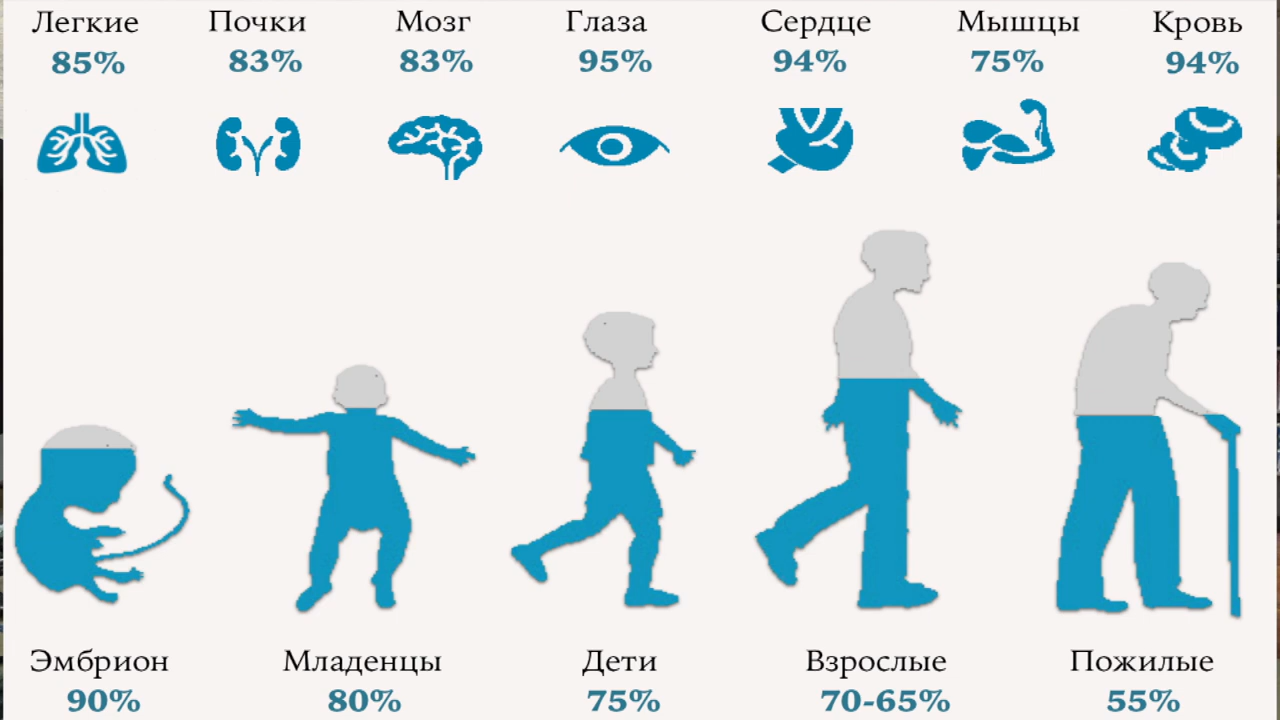 Легкие Почки Мозг Глаза Сердце Мышцы Кровь
85% 83% 83% 95% 94% 75% 94%
Эмбрион Младенцы Дети Взрослые Пожилые
90% 80% 75% 70-65% 55%